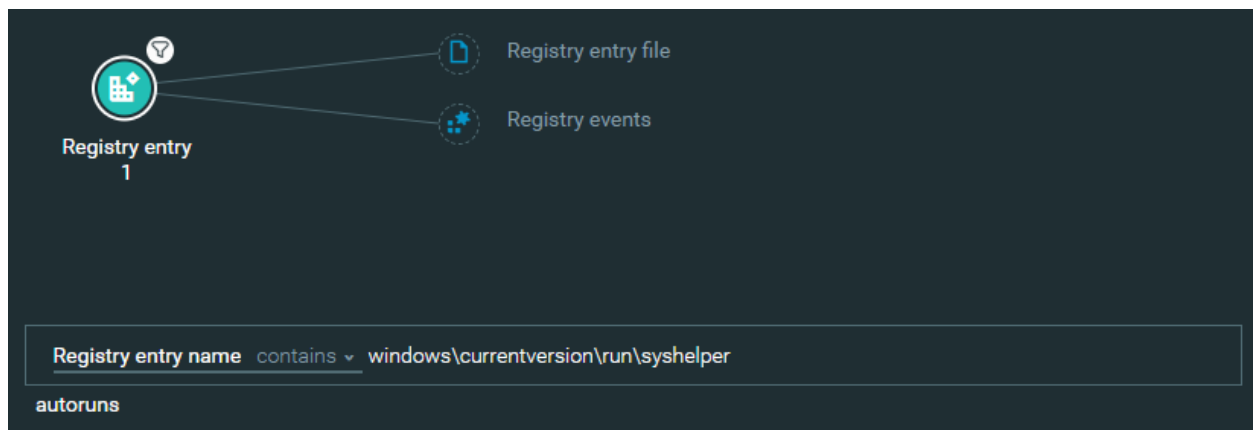 Registry entry file
Registry events
Registry entry
1
Registry entry name contains windows\currentversion\run\syshelper
autoruns